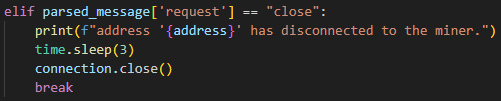 elif parsed_message['request'] == "close":
    print(f"address '{address}' has disconnected to the miner.")
    time.sleep(3)
    connection.close()
    break